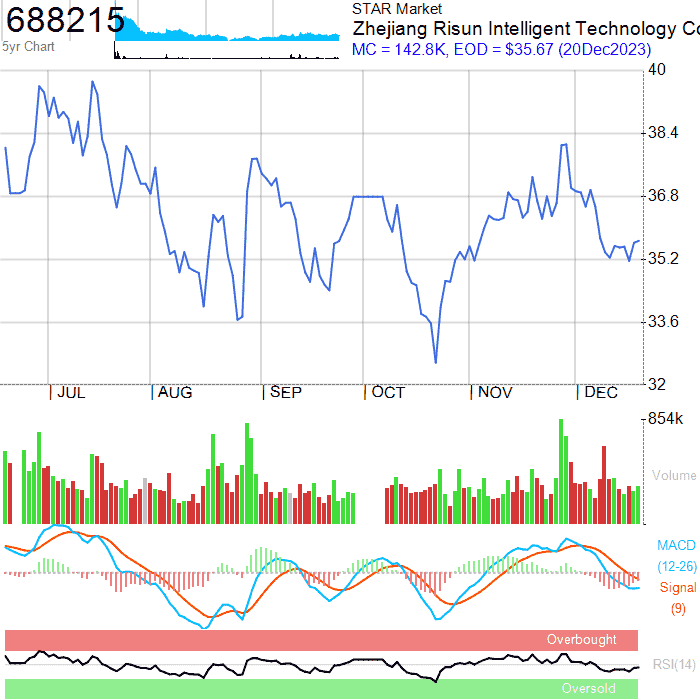 688215
5yr Chart
STAR Market
Zhejiang Risun Intelligent Technology Co
MC = 142.8K, EOD = $35.67 (20Dec2023)
40
38.4
36.8
35.2
33.6
32
JUL AUG SEP OCT NOV DEC
854k
Volume
MACD
(12-26)
Signal
(9)
Overbought
RSI(14)
Oversold